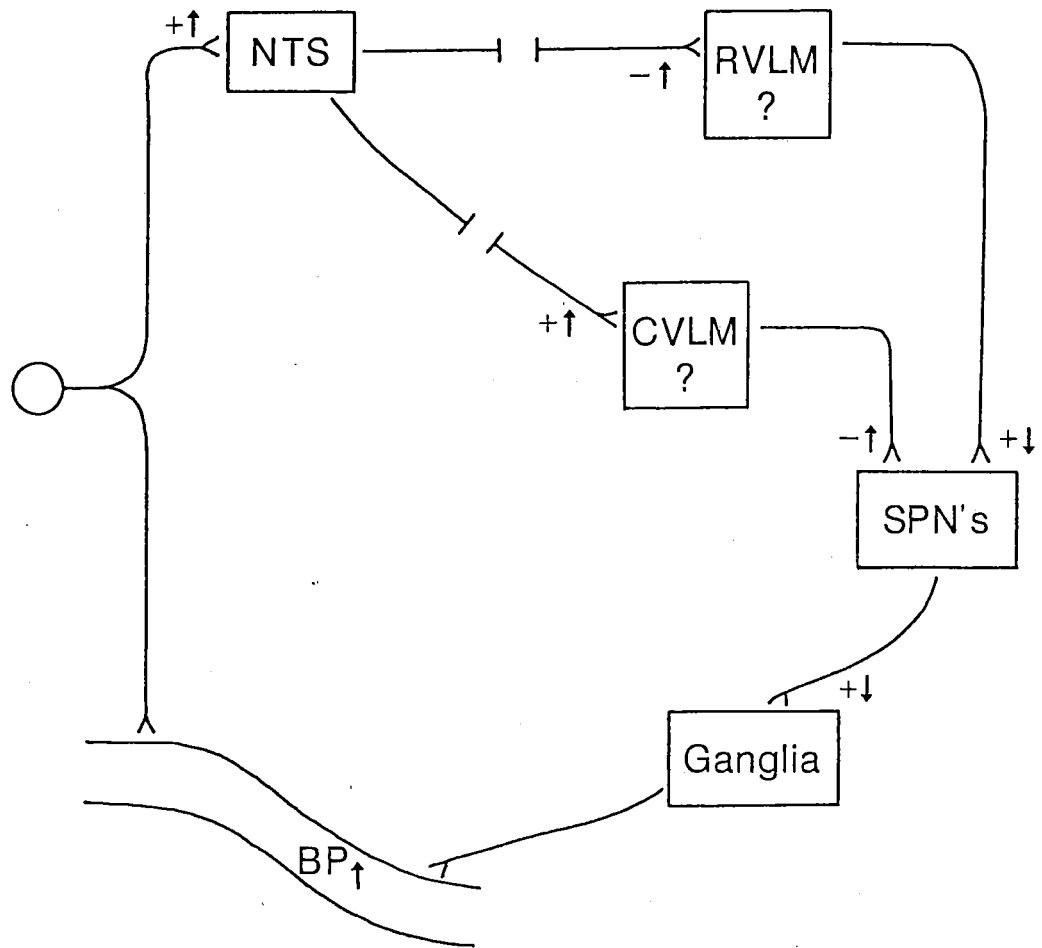 +↑
NTS
-↑
RVLM
?
+↑
CVLM
?
-↑
+↓
SPN's
+↓
Ganglia
BP↑